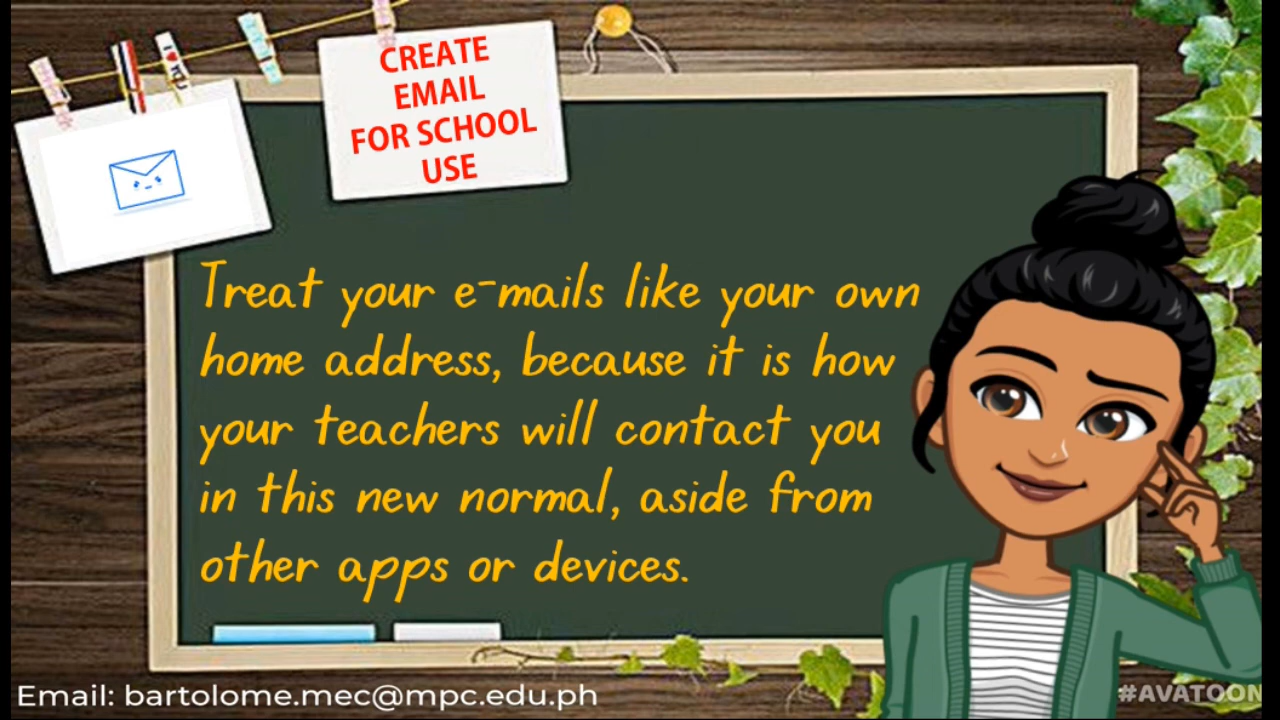 CREATE
EMAIL
FOR SCHOOL
USE
Treat your e-mails like your own
home address, because it is how
your teachers will contact you
in this new normal, aside from
other apps or devices.
Email: bartolome.mec@mpc.edu.ph
#AVATOON